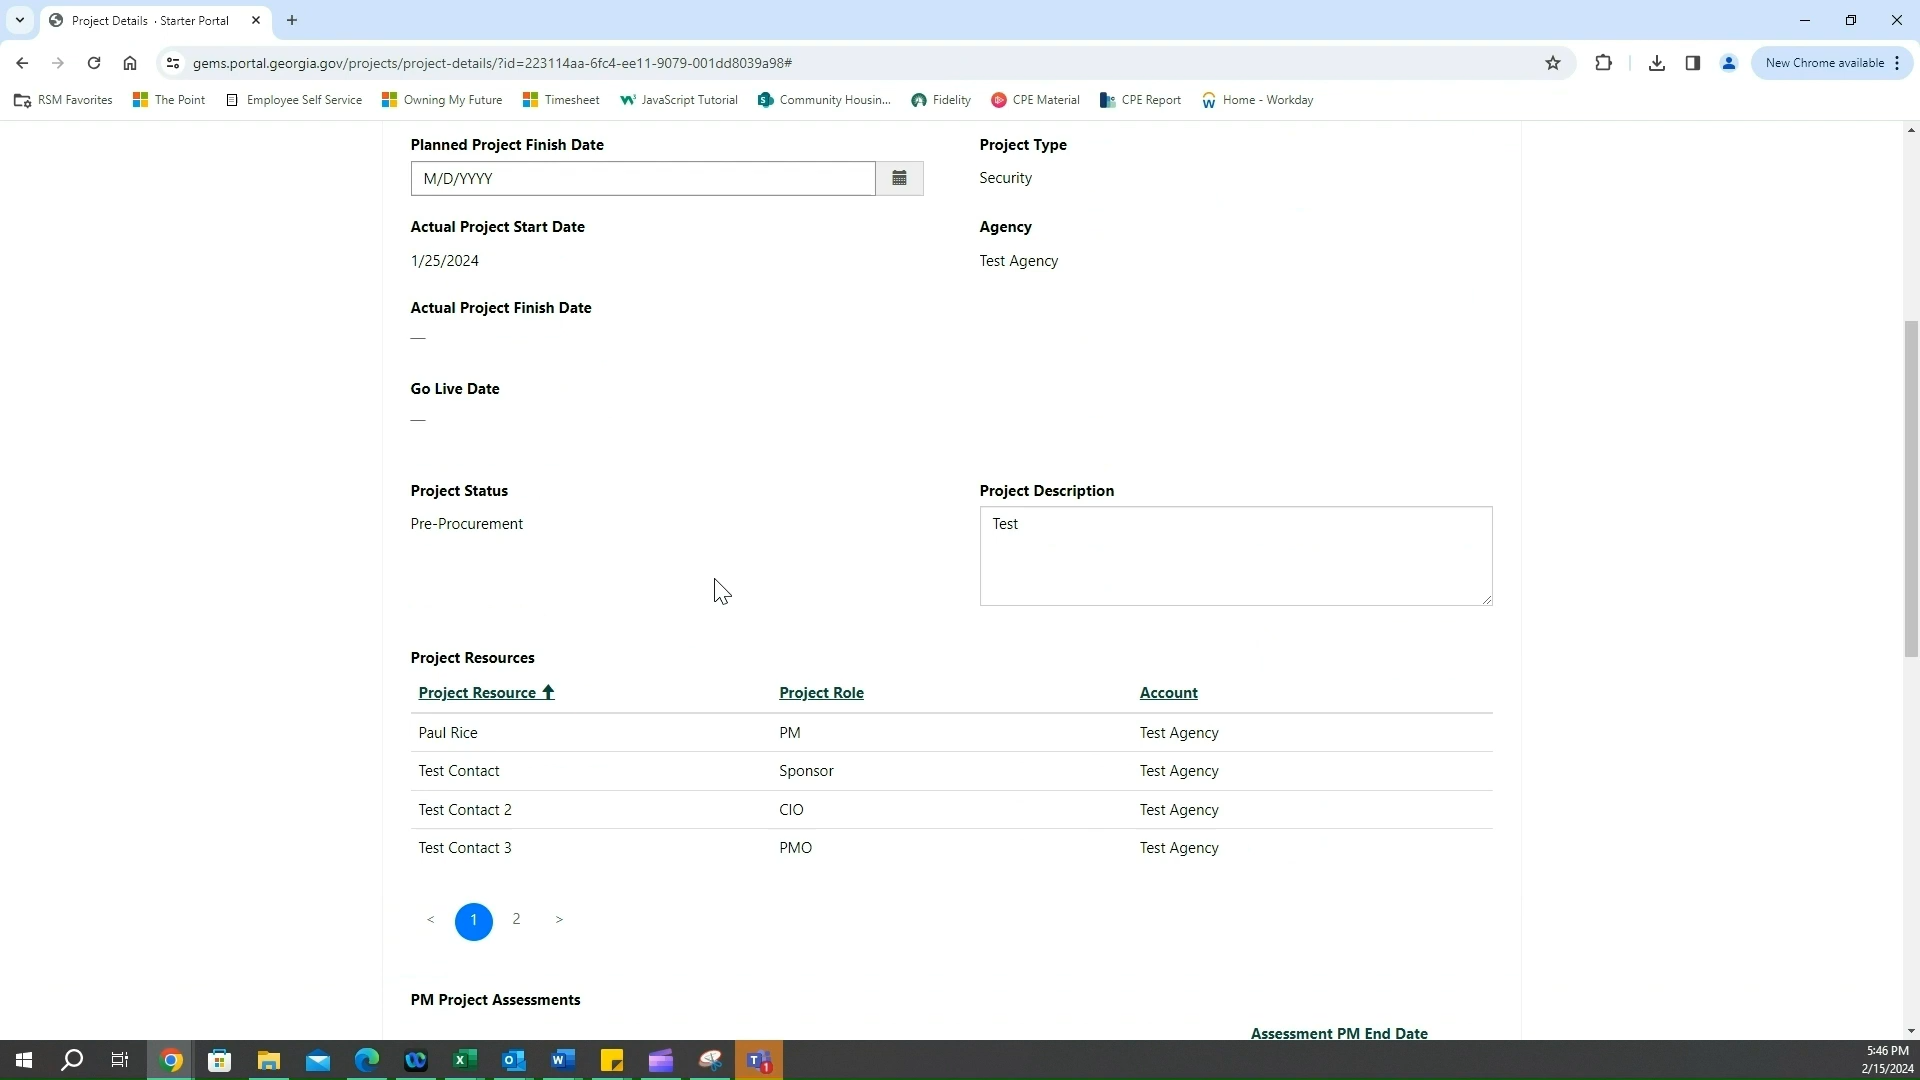 Project Details · Starter Portal
gems.portal.georgia.gov/projects/project-details/?id=223114aa-6fc4-ee11-9079-001dd8039a98#
New Chrome available
RSM Favorites
The Point
Employee Self Service
Owning My Future
Timesheet
JavaScript Tutorial
Community Housin...
Fidelity
CPE Material
CPE Report
Home - Workday
Planned Project Finish Date
Project Type
M/D/YYYY
Security
Actual Project Start Date
Agency
1/25/2024
Test Agency
Actual Project Finish Date
—
Go Live Date
—
Project Status
Project Description
Pre-Procurement
Test
Project Resources
Project Resource Project Role Account
Paul Rice PM Test Agency
Test Contact Sponsor Test Agency
Test Contact 2 CIO Test Agency
Test Contact 3 PMO Test Agency
< 1 2 >
PM Project Assessments
Assessment PM End Date
5:46 PM
2/15/2024